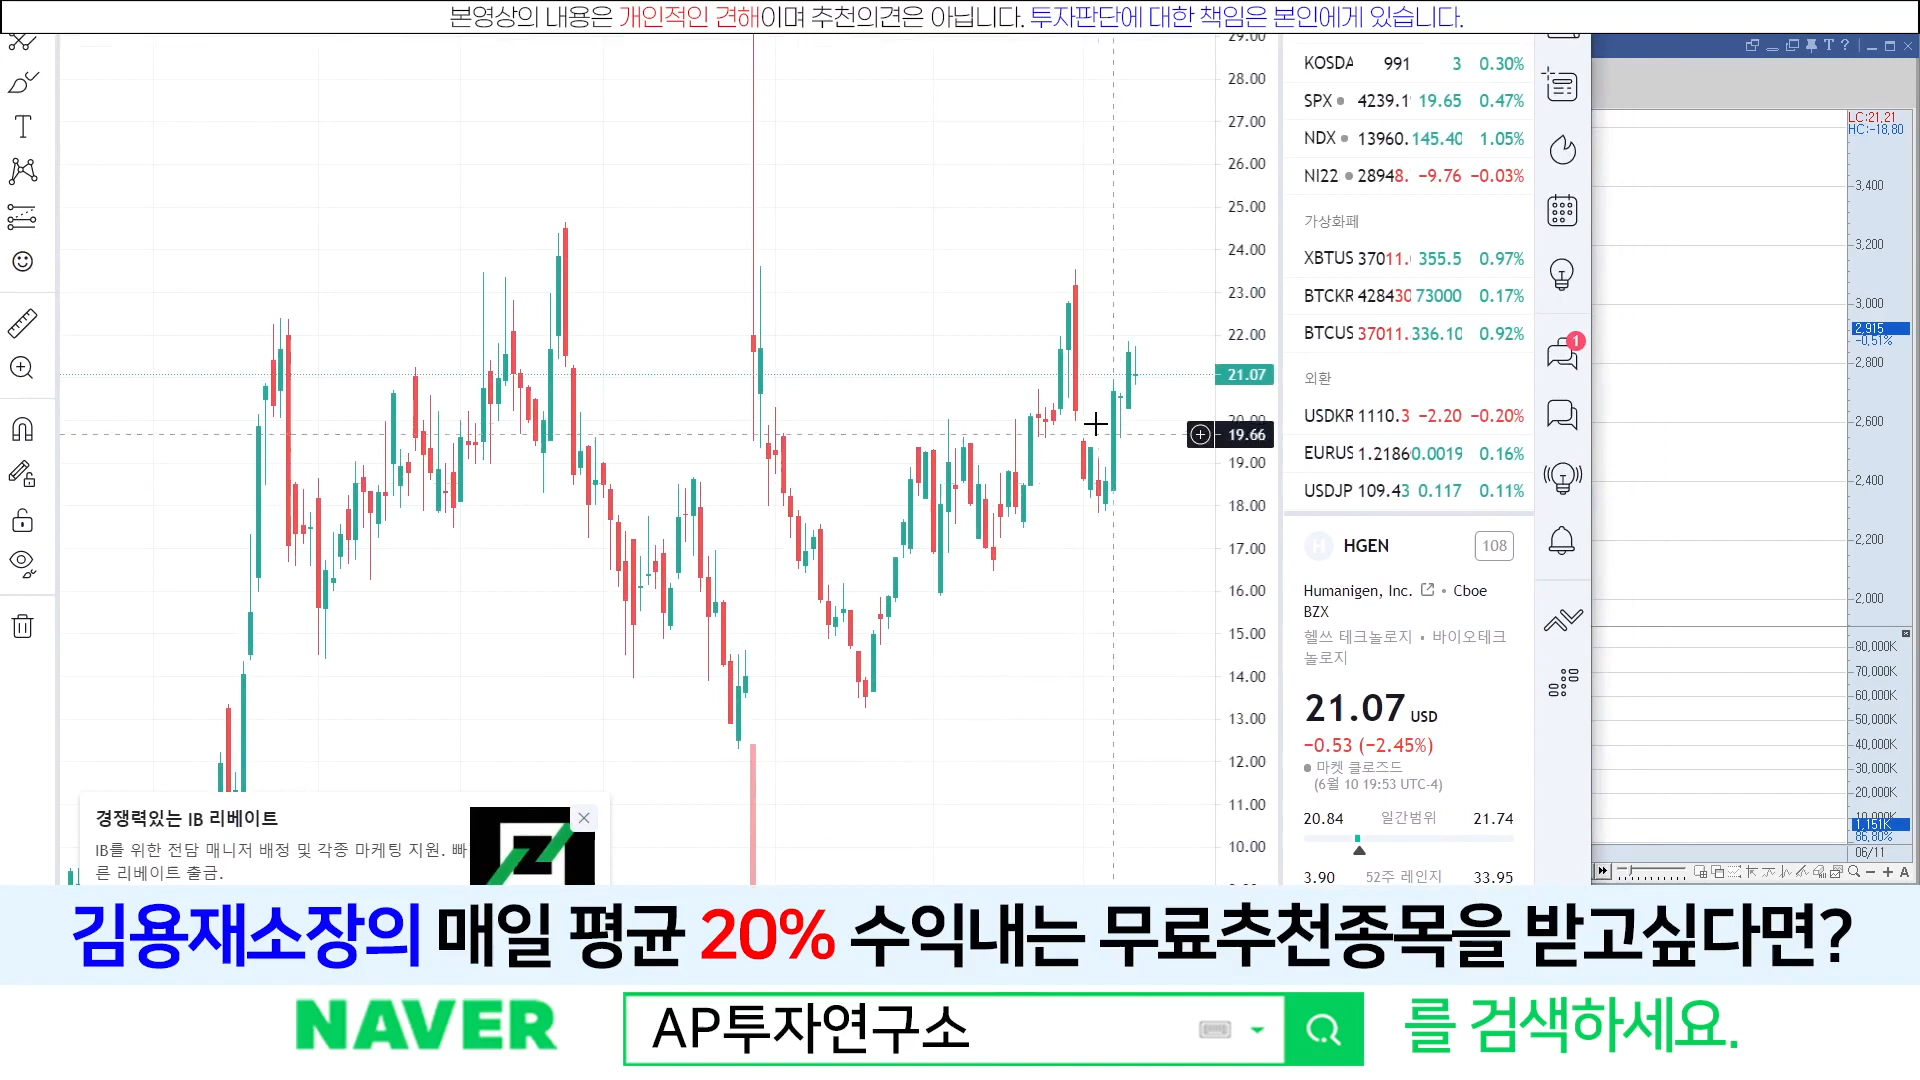 본영상의 내용은 개인적인 견해이며 추천의견은 아닙니다. 투자판단에 대한 책임은 본인에게 있습니다.
29.00
28.00
27.00
26.00
25.00
24.00
23.00
22.00
21.07
20.00
19.66
19.00
18.00
17.00
16.00
15.00
14.00
13.00
12.00
11.00
10.00
KOSDA 991 3 0.30%
SPX 4239.1 19.65 0.47%
NDX 13960. 145.40 1.05%
NI22 28948. −9.76 −0.03%
가상화폐
XBTUS 37011. 355.5 0.97%
BTCKR 428430 73000 0.17%
BTCUS 37011. 336.10 0.92%
외환
USDKR 1110.3 −2.20 −0.20%
EURUS 1.2186 0.0019 0.16%
USDJP 109.43 0.117 0.11%
H HGEN 108
Humanigen, Inc. • Cboe
BZX
헬쓰 테크놀로지 • 바이오테크
놀로지
21.07 USD
−0.53 (−2.45%)
마켓 클로즈드
(6월 10 19:53 UTC-4)
20.84 일간범위 21.74
3.90 52주 레인지 33.95
1
T ?
LC:21,21
HC:-18,80
3,400
3,200
3,000
2,915
-0,51%
2,800
2,600
2,400
2,200
2,000
80,000K
70,000K
60,000K
50,000K
40,000K
30,000K
20,000K
10,000K
1,151K
86,80%
06/11
A
경쟁력있는 IB 리베이트
IB를 위한 전담 매니저 배정 및 각종 마케팅 지원. 빠
른 리베이트 출금.
김용재소장의 매일 평균 20% 수익내는 무료추천종목을 받고싶다면?
NAVER AP투자연구소 를 검색하세요.